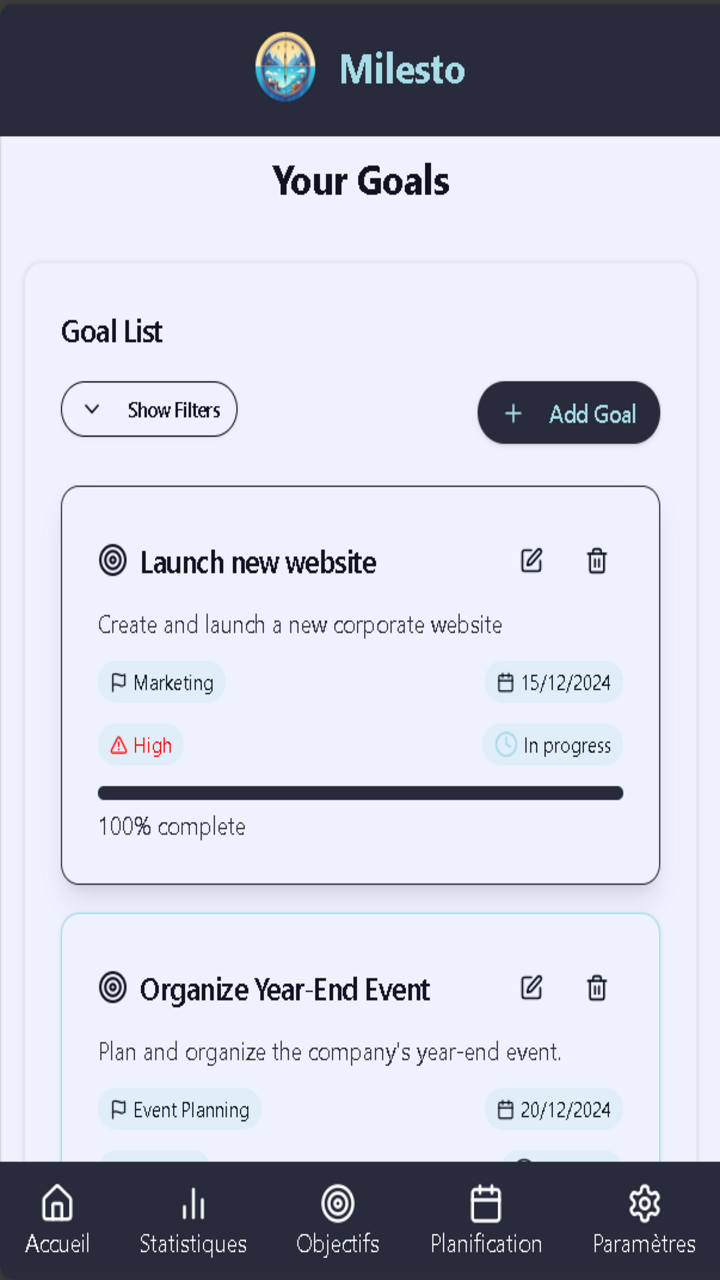 Milesto
Your Goals
Goal List
Show Filters
Add Goal
Launch new website
Create and launch a new corporate website
Marketing
15/12/2024
High
In progress
100% complete
Organize Year-End Event
Plan and organize the company's year-end event.
Event Planning
20/12/2024
Accueil
Statistiques
Objectifs
Planification
Paramètres